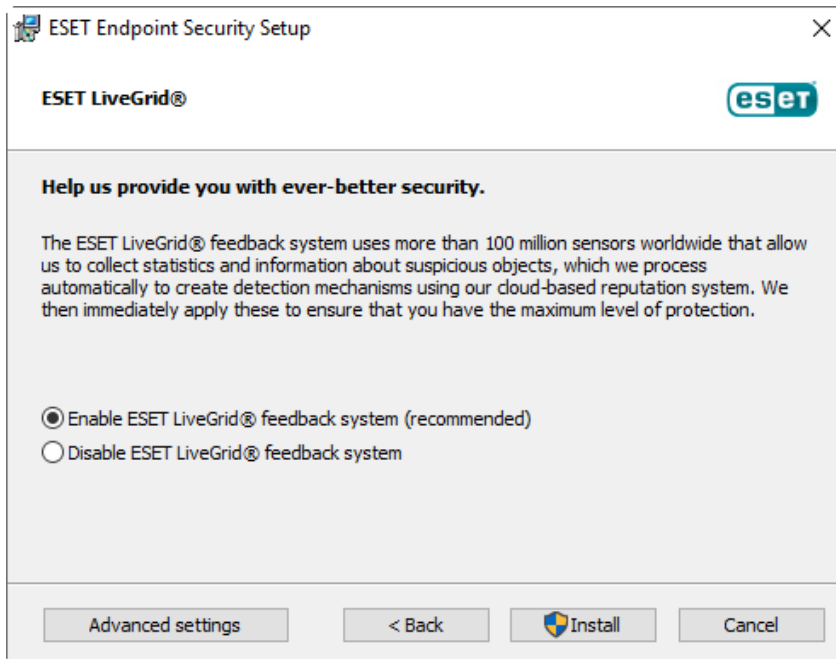 ESET Endpoint Security Setup
ESET LiveGrid®
eseT
Help us provide you with ever-better security.
The ESET LiveGrid® feedback system uses more than 100 million sensors worldwide that allow
us to collect statistics and information about suspicious objects, which we process
automatically to create detection mechanisms using our cloud-based reputation system. We
then immediately apply these to ensure that you have the maximum level of protection.
Enable ESET LiveGrid® feedback system (recommended)
Disable ESET LiveGrid® feedback system
Advanced settings
< Back
Install
Cancel